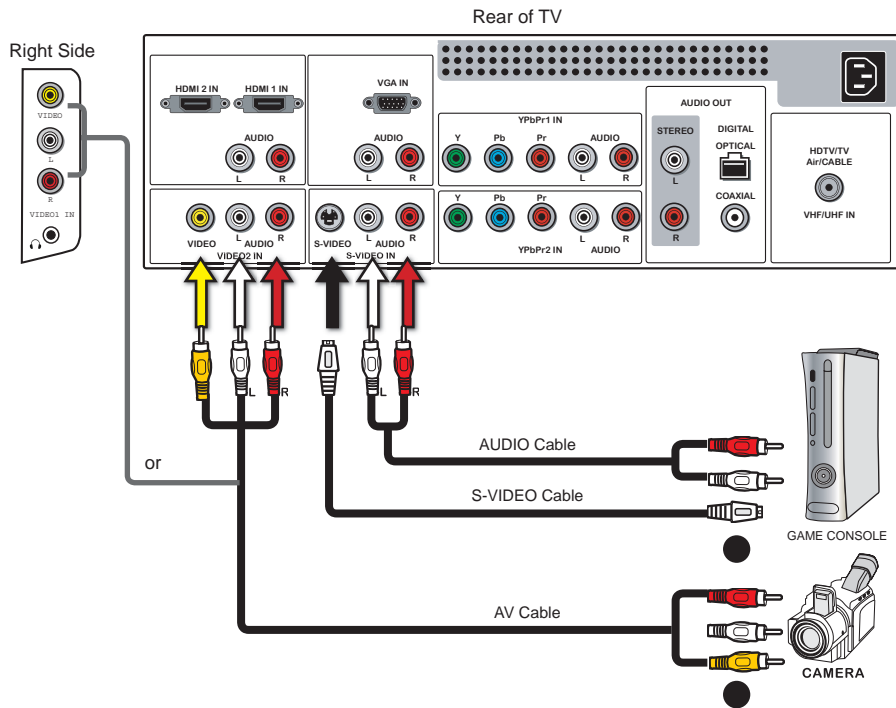 Rear of TV
Right Side
VIDEO
L
R
VIDEO1 IN
HDMI 2 IN HDMI 1 IN
AUDIO
L R
VGA IN
AUDIO
L R
YPbPr1 IN
Y Pb Pr AUDIO
L R
Y Pb Pr
L R
YPbPr2 IN AUDIO
AUDIO OUT
STEREO
L
R
DIGITAL
OPTICAL
COAXIAL
HDTV/TV
Air/CABLE
VHF/UHF IN
VIDEO L AUDIO R
VIDEO2 IN
S-VIDEO L AUDIO R
S-VIDEO IN
L R
L R
AUDIO Cable
or
S-VIDEO Cable
GAME CONSOLE
AV Cable
CAMERA